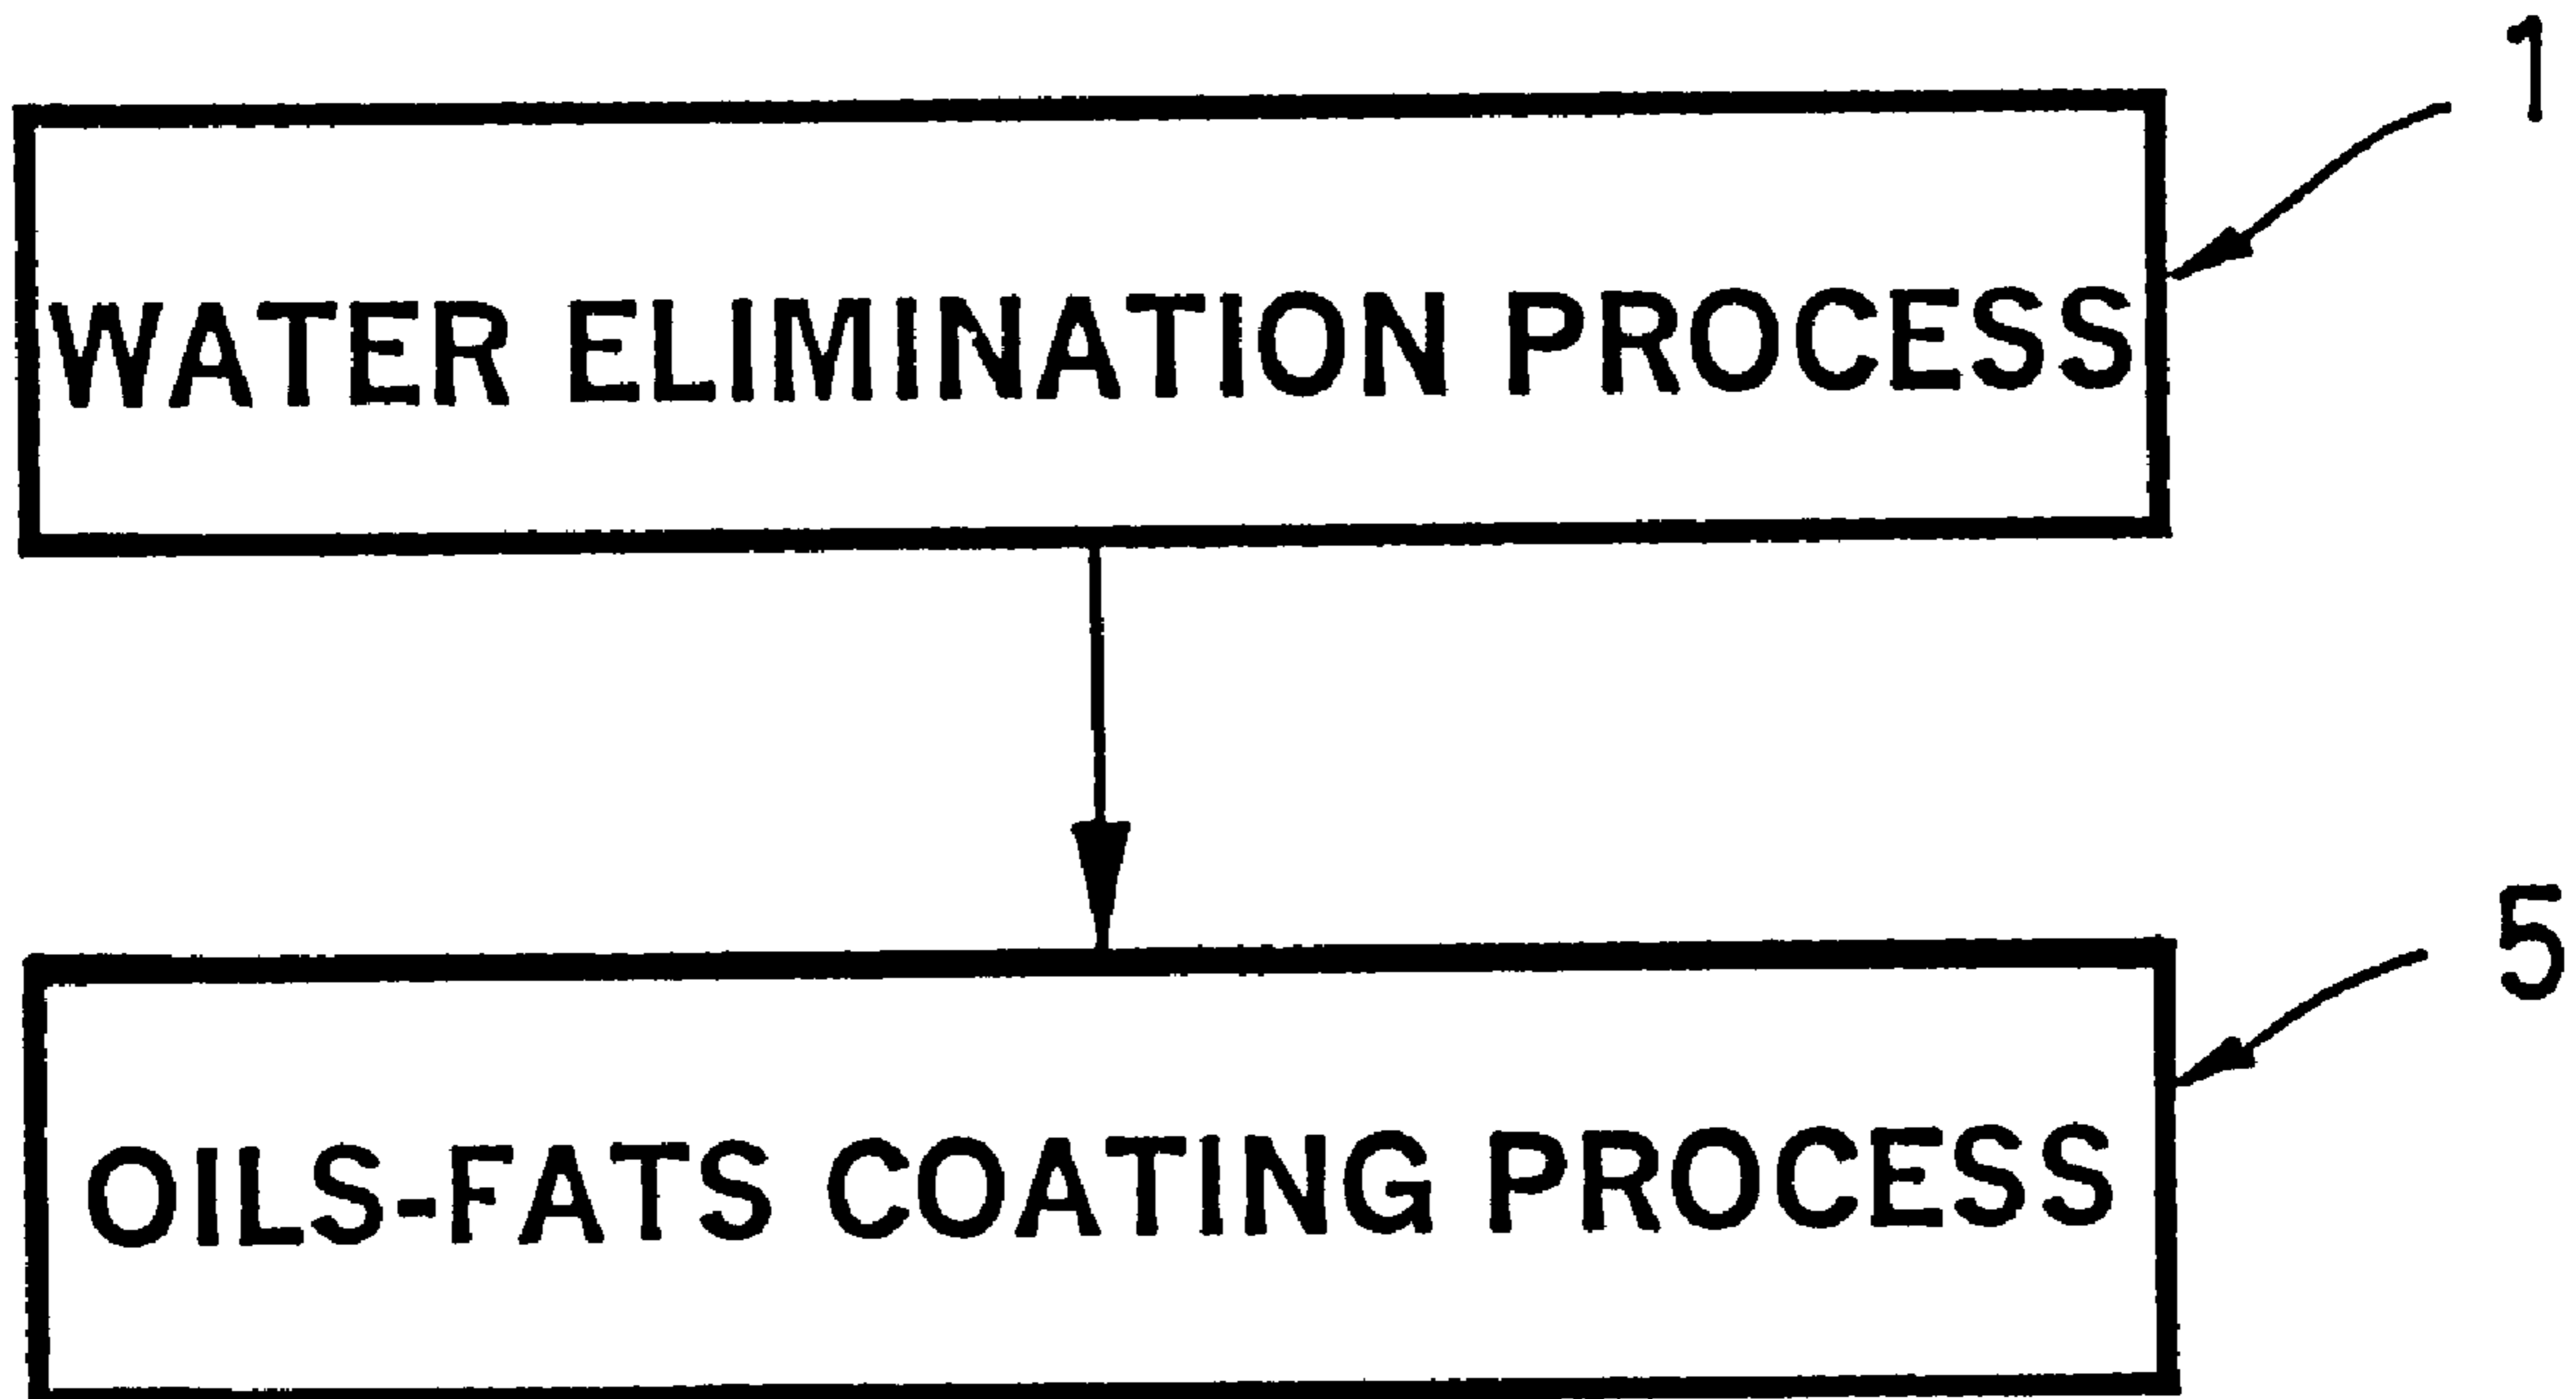 1
WATER ELIMINATION PROCESS
5
OILS-FATS COATING PROCESS